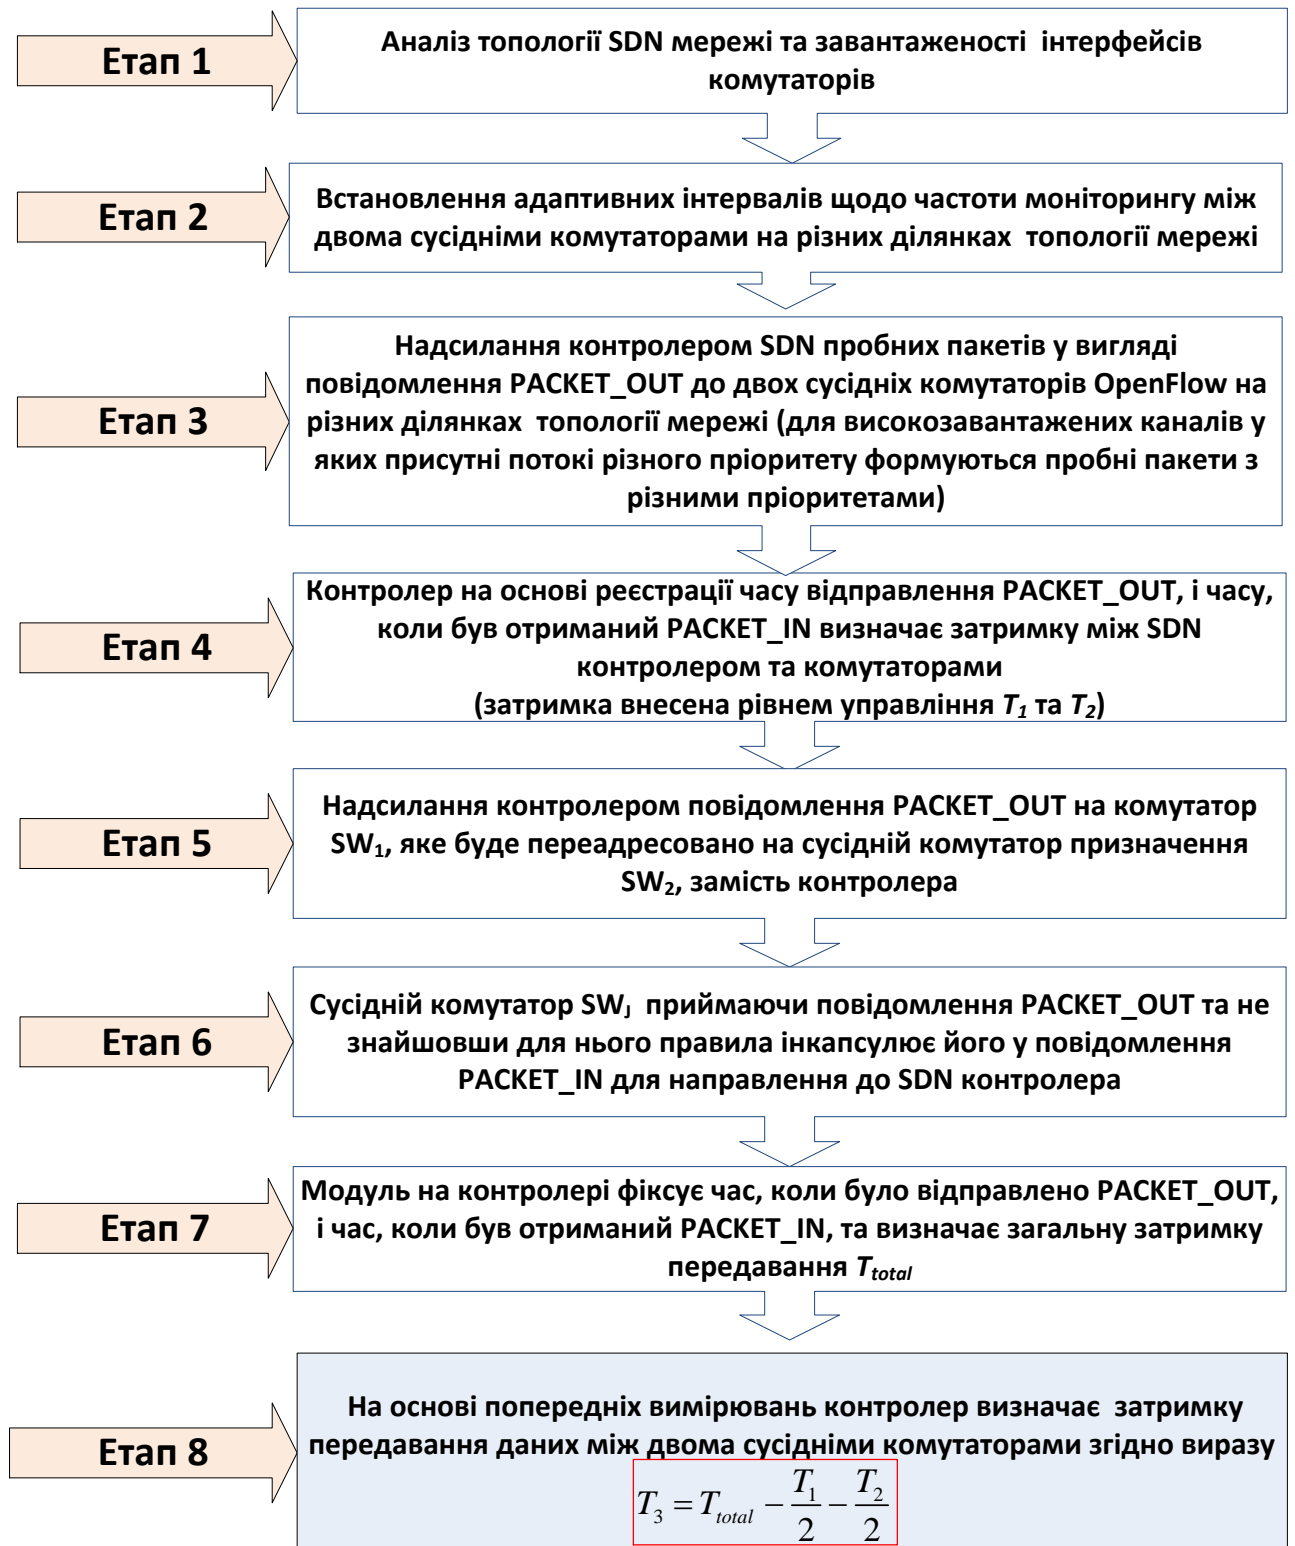 Етап 1
Аналіз топології SDN мережі та завантаженості інтерфейсів
комутаторів
Етап 2
Встановлення адаптивних інтервалів щодо частоти моніторингу між
двома сусідніми комутаторами на різних ділянках топології мережі
Етап 3
Надсилання контролером SDN пробних пакетів у вигляді
повідомлення PACKET_OUT до двох сусідніх комутаторів OpenFlow на
різних ділянках топології мережі (для високозавантажених каналів у
яких присутні потокі різного пріоритету формуються пробні пакети з
різними пріоритетами)
Етап 4
Контролер на основі реєстрації часу відправлення PACKET_OUT, і часу,
коли був отриманий PACKET_IN визначає затримку між SDN
контролером та комутаторами
(затримка внесена рівнем управління T₁ та T₂)
Етап 5
Надсилання контролером повідомлення PACKET_OUT на комутатор
SW₁, яке буде переадресовано на сусідній комутатор призначення
SW₂, замість контролера
Етап 6
Сусідній комутатор SWⱼ приймаючи повідомлення PACKET_OUT та не
знайшовши для нього правила інкапсулює його у повідомлення
PACKET_IN для направлення до SDN контролера
Етап 7
Модуль на контролері фіксує час, коли було відправлено PACKET_OUT,
і час, коли був отриманий PACKET_IN, та визначає загальну затримку
передавання T_total
Етап 8
На основі попередніх вимірювань контролер визначає затримку
передавання даних між двома сусідніми комутаторами згідно виразу
T₃ = T_total − T₁/2 − T₂/2